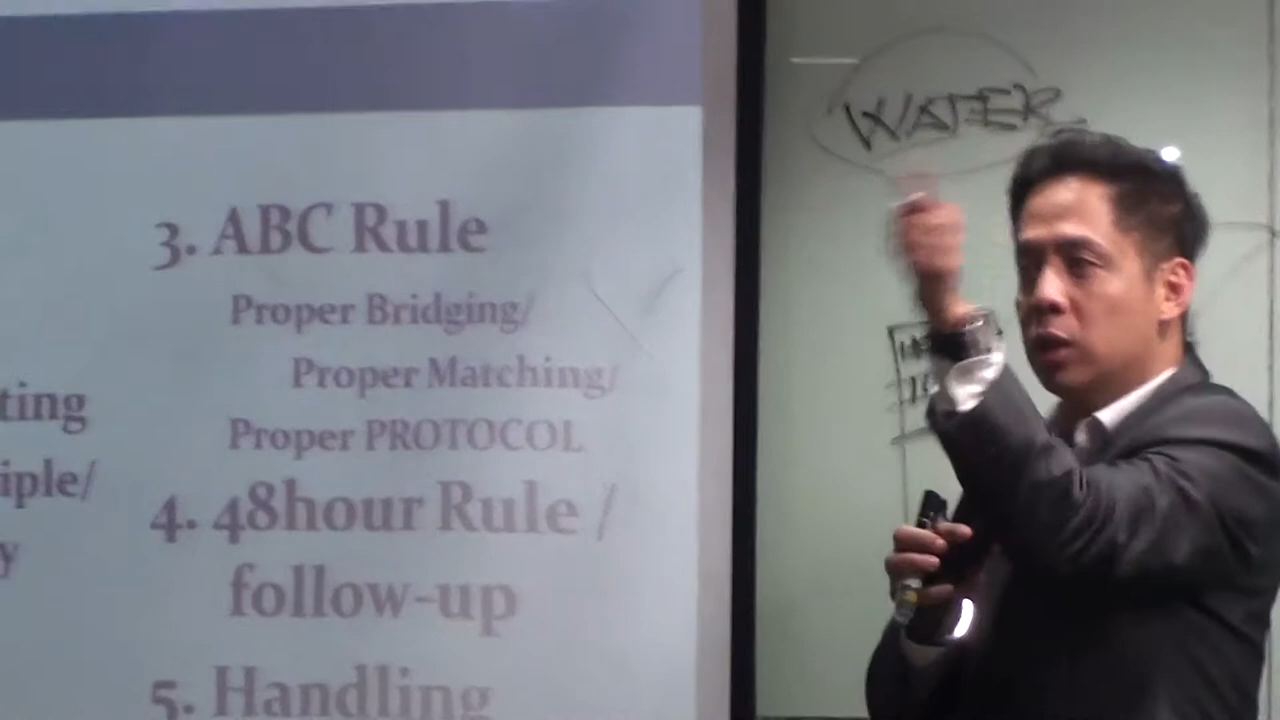 3. ABC Rule
Proper Bridging/
Proper Matching/
Proper PROTOCOL
4. 48hour Rule /
follow-up
5. Handling
ting
iple/
y
WATER